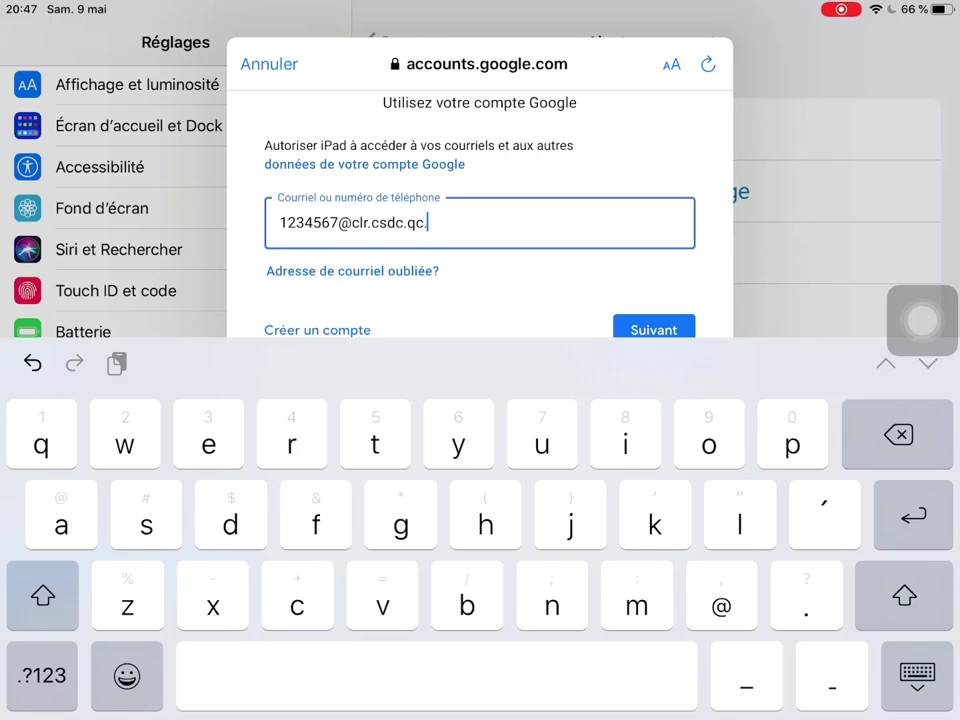 20:47 Sam. 9 mai
66 %
Réglages
Annuler
accounts.google.com
AA
Utilisez votre compte Google
AA Affichage et luminosité
Écran d'accueil et Dock
Accessibilité
Fond d'écran
Siri et Rechercher
Touch ID et code
Batterie
Autoriser iPad à accéder à vos courriels et aux autres
données de votre compte Google
ge
Courriel ou numéro de téléphone
1234567@clr.csdc.qc.
Adresse de courriel oubliée?
Créer un compte
Suivant
1 2 3 4 5 6 7 8 9 0
q w e r t y u i o p
@ # $ & * ( ) ' "
a s d f g h j k l ´
% - + = / ; : , ?
z x c v b n m @ .
.?123 _ -